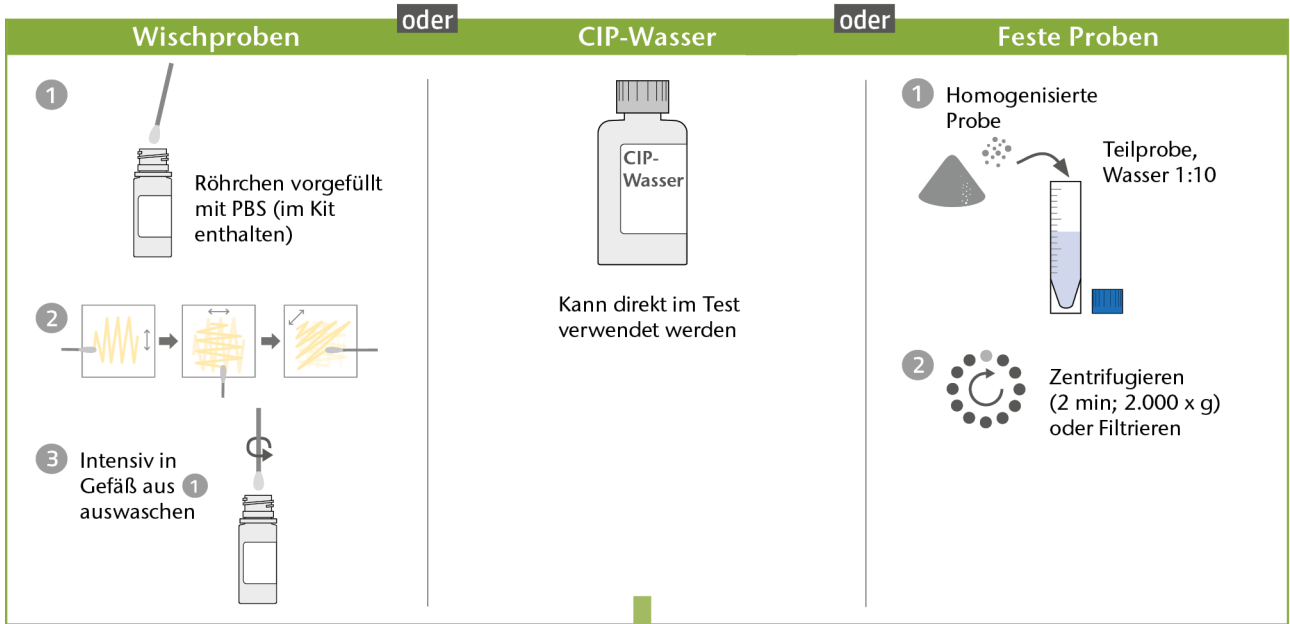 oder
oder
Wischproben
CIP-Wasser
Feste Proben
1
Röhrchen vorgefüllt
mit PBS (im Kit
enthalten)
2
3
Intensiv in
Gefäß aus 1
auswaschen
CIP-
Wasser
Kann direkt im Test
verwendet werden
1
Homogenisierte
Probe
Teilprobe,
Wasser 1:10
2
Zentrifugieren
(2 min; 2.000 x g)
oder Filtrieren